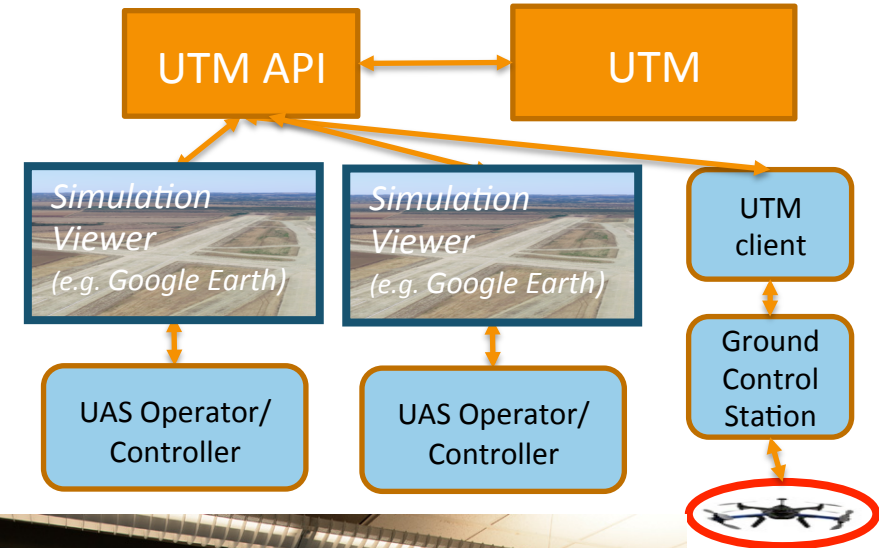 UTM API
UTM
Simulation
Viewer
(e.g. Google Earth)
Simulation
Viewer
(e.g. Google Earth)
UTM
client
UAS Operator/
Controller
UAS Operator/
Controller
Ground
Control
Station